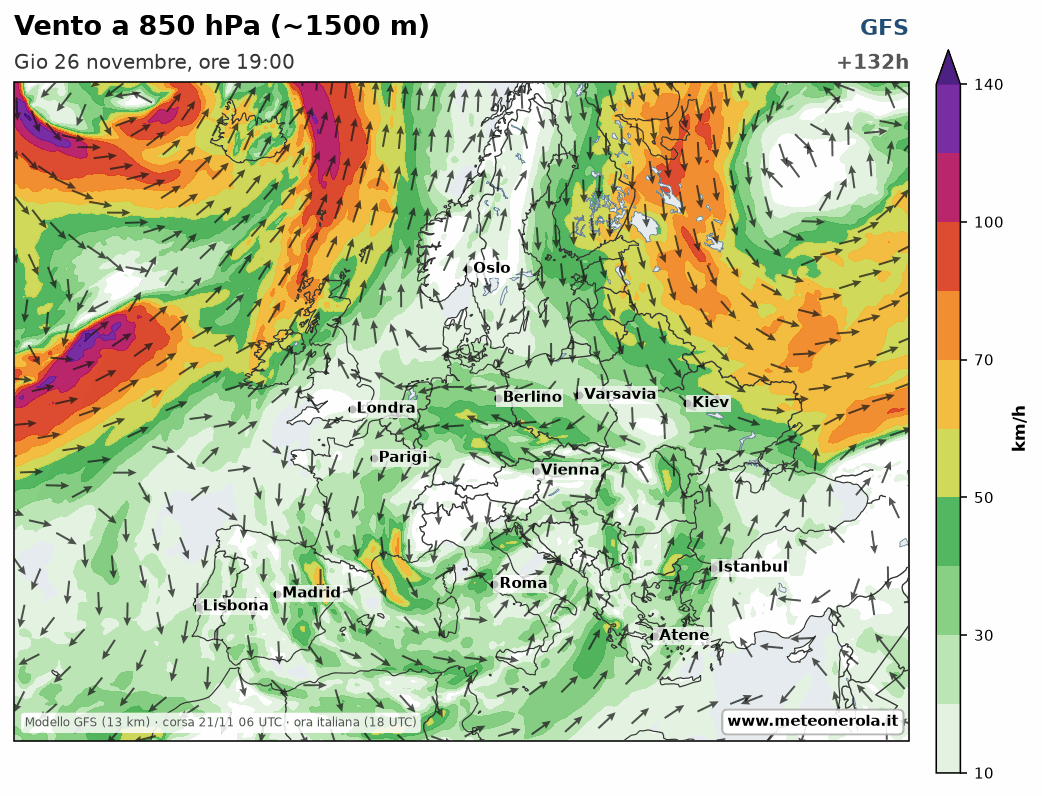 Vento a 850 hPa (~1500 m)
GFS
Gio 26 novembre, ore 19:00
+132h
140
100
70
50
30
10
km/h
Oslo
Londra
Berlino
Varsavia
Kiev
Parigi
Vienna
Istanbul
Roma
Madrid
Lisbona
Atene
Modello GFS (13 km) · corsa 21/11 06 UTC · ora italiana (18 UTC)
www.meteonerola.it